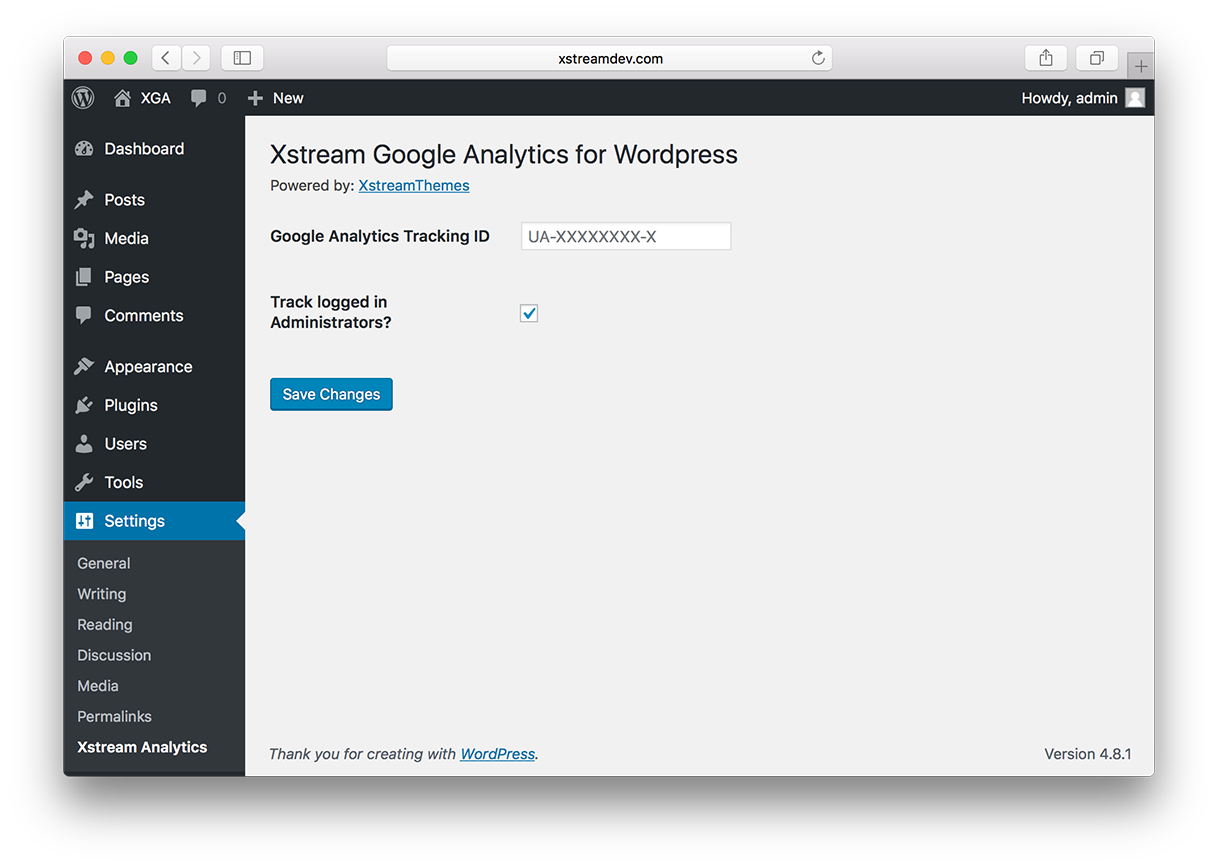 xstreamdev.com
XGA 0 New Howdy, admin
Dashboard
Posts
Media
Pages
Comments
Appearance
Plugins
Users
Tools
Settings
General
Writing
Reading
Discussion
Media
Permalinks
Xstream Analytics
Xstream Google Analytics for Wordpress
Powered by: XstreamThemes
Google Analytics Tracking ID UA-XXXXXXXX-X
Track logged in
Administrators?
Save Changes
Thank you for creating with WordPress. Version 4.8.1